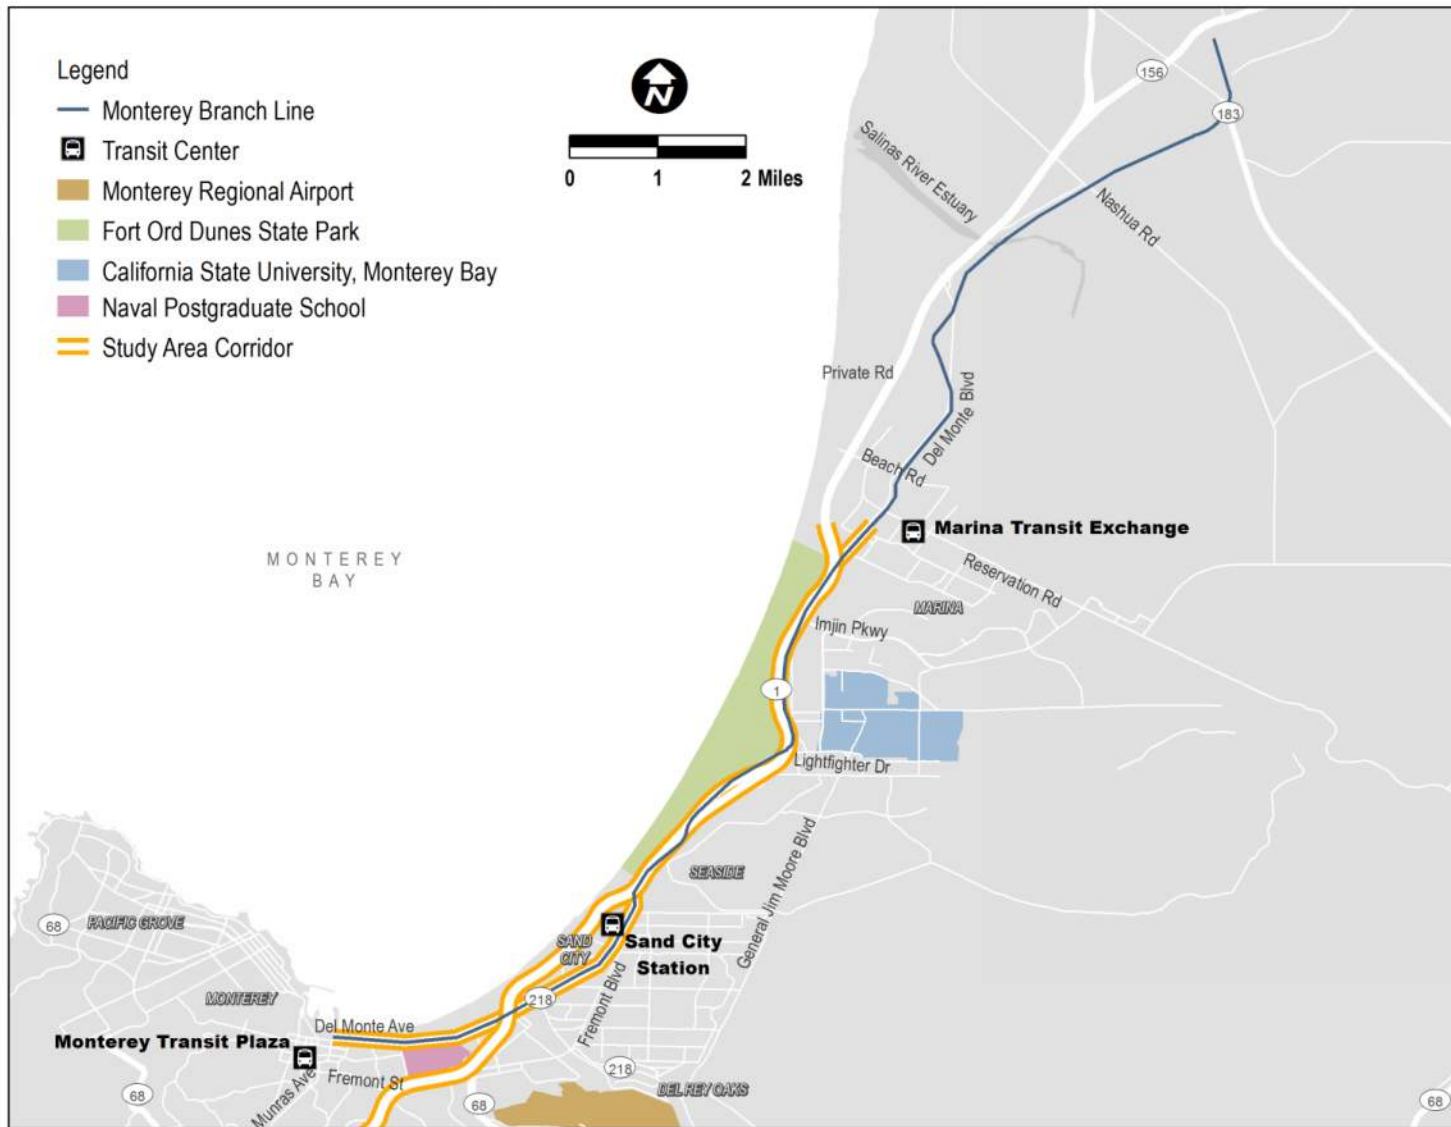 Legend
Monterey Branch Line
Transit Center
Monterey Regional Airport
Fort Ord Dunes State Park
California State University, Monterey Bay
Naval Postgraduate School
Study Area Corridor
N
0 1 2 Miles
156
183
Salinas River Estuary
Nashua Rd
Private Rd
Del Monte Blvd
Beach Rd
Marina Transit Exchange
MONTEREY
BAY
Reservation Rd
MARINA
Imjin Pkwy
1
Lightfighter Dr
General Jim Moore Blvd
SEASIDE
68
PACIFIC GROVE
SAND
CITY
Sand City
Station
Fremont Blvd
MONTEREY
218
Del Monte Ave
Monterey Transit Plaza
Fremont St
Munras Ave
218
DEL REY OAKS
68
68
68